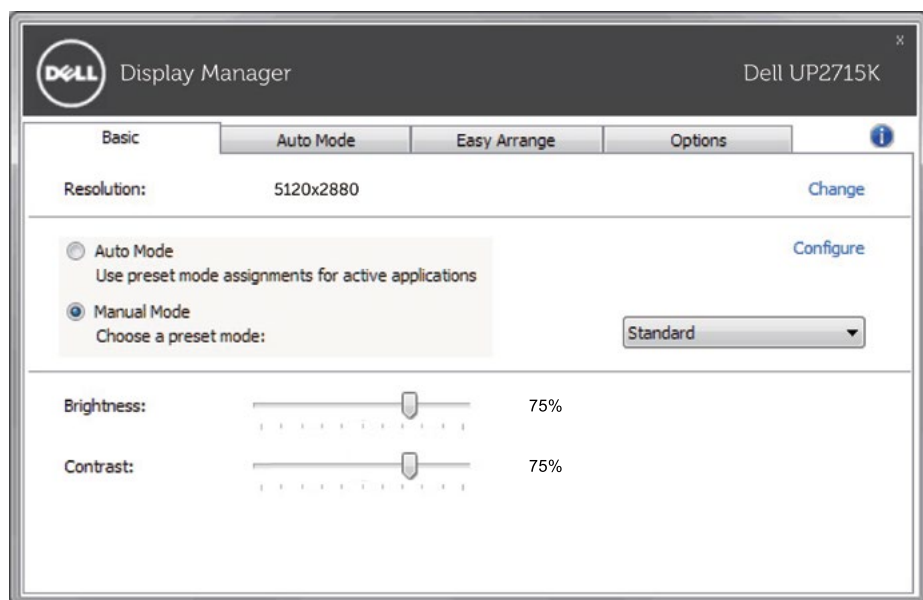 X
DELL Display Manager Dell UP2715K
Basic Auto Mode Easy Arrange Options i
Resolution: 5120x2880 Change
Auto Mode Configure
Use preset mode assignments for active applications
Manual Mode
Choose a preset mode: Standard
Brightness: 75%
Contrast: 75%